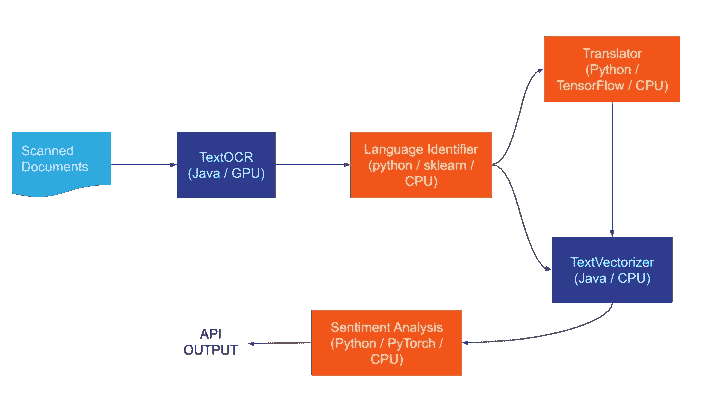 Scanned
Documents
TextOCR
(Java / GPU)
Language Identifier
(python / sklearn /
CPU)
Translator
(Python /
TensorFlow / CPU)
TextVectorizer
(Java / CPU)
Sentiment Analysis
(Python / PyTorch /
CPU)
API
OUTPUT